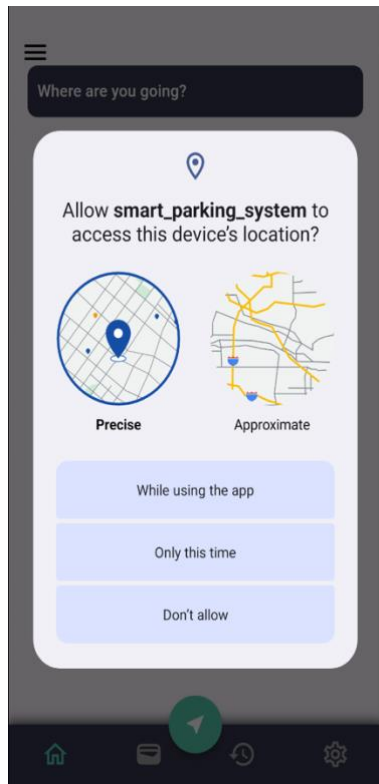 Where are you going?
Allow smart_parking_system to
access this device's location?
Precise
Approximate
While using the app
Only this time
Don't allow